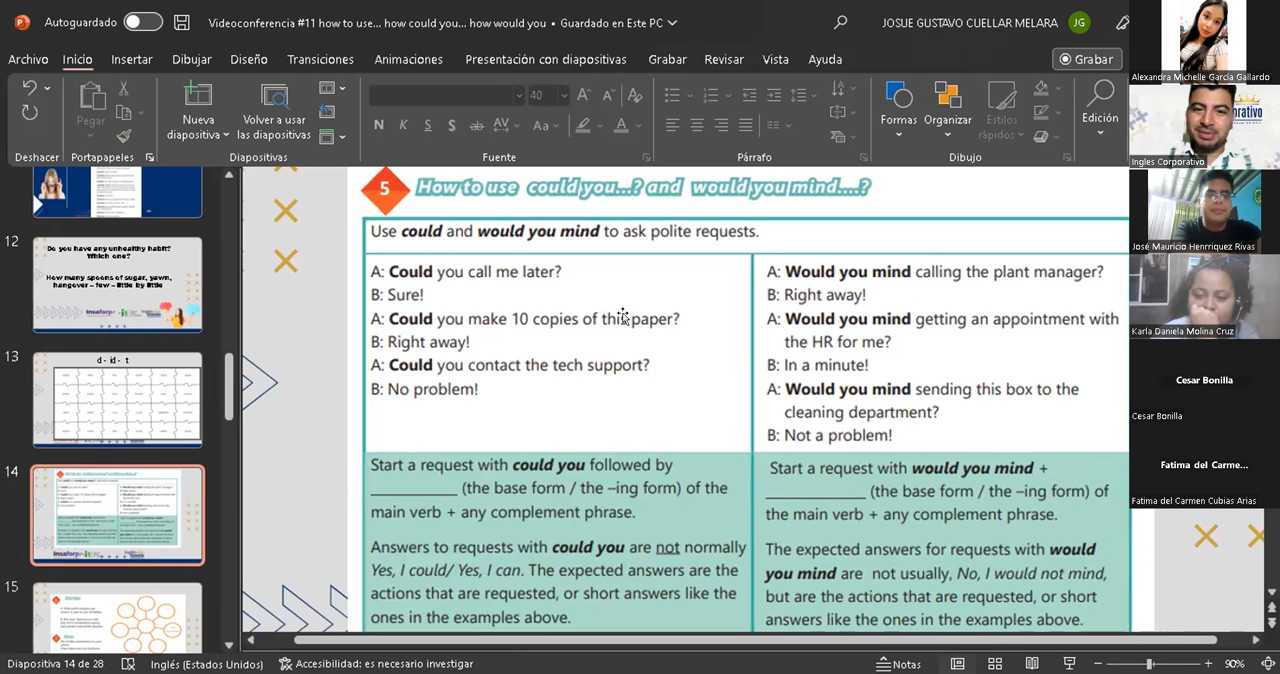 Autoguardado
Videoconferencia #11 how to use... how could you... how would you • Guardado en Este PC
JOSUE GUSTAVO CUELLAR MELARA
JG
Archivo
Inicio
Insertar
Dibujar
Diseño
Transiciones
Animaciones
Presentación con diapositivas
Grabar
Revisar
Vista
Ayuda
Grabar
Pegar
Nueva
diapositiva
Volver a usar
las diapositivas
40
N K S S ab AV Aa A
Formas
Organizar
Estilos
rápidos
Edición
Deshacer
Portapapeles
Diapositivas
Fuente
Párrafo
Dibujo
12
Do you have any unhealthy habit?
Which one?
How many spoons of sugar, yawn,
hangover – few – little by little
Insaforp
13
d - id - t
14
Insaforp
15
5
How to use could you...? and would you mind....?
Use could and would you mind to ask polite requests.
A: Could you call me later?
B: Sure!
A: Could you make 10 copies of this paper?
B: Right away!
A: Could you contact the tech support?
B: No problem!
A: Would you mind calling the plant manager?
B: Right away!
A: Would you mind getting an appointment with
the HR for me?
B: In a minute!
A: Would you mind sending this box to the
cleaning department?
B: Not a problem!
Start a request with could you followed by
____________ (the base form / the –ing form) of the
main verb + any complement phrase.
Answers to requests with could you are not normally
Yes, I could/ Yes, I can. The expected answers are the
actions that are requested, or short answers like the
ones in the examples above.
Start a request with would you mind +
____________ (the base form / the –ing form) of
the main verb + any complement phrase.
The expected answers for requests with would
you mind are not usually, No, I would not mind,
but are the actions that are requested, or short
answers like the ones in the examples above.
Alexandra Michelle García Gallardo
Ingles Corporativo
José Mauricio Henrriquez Rivas
Karla Daniela Molina Cruz
Cesar Bonilla
Cesar Bonilla
Fatima del Carme...
Fatima del Carmen Cubias Arias
Diapositiva 14 de 28
Inglés (Estados Unidos)
Accesibilidad: es necesario investigar
Notas
90%